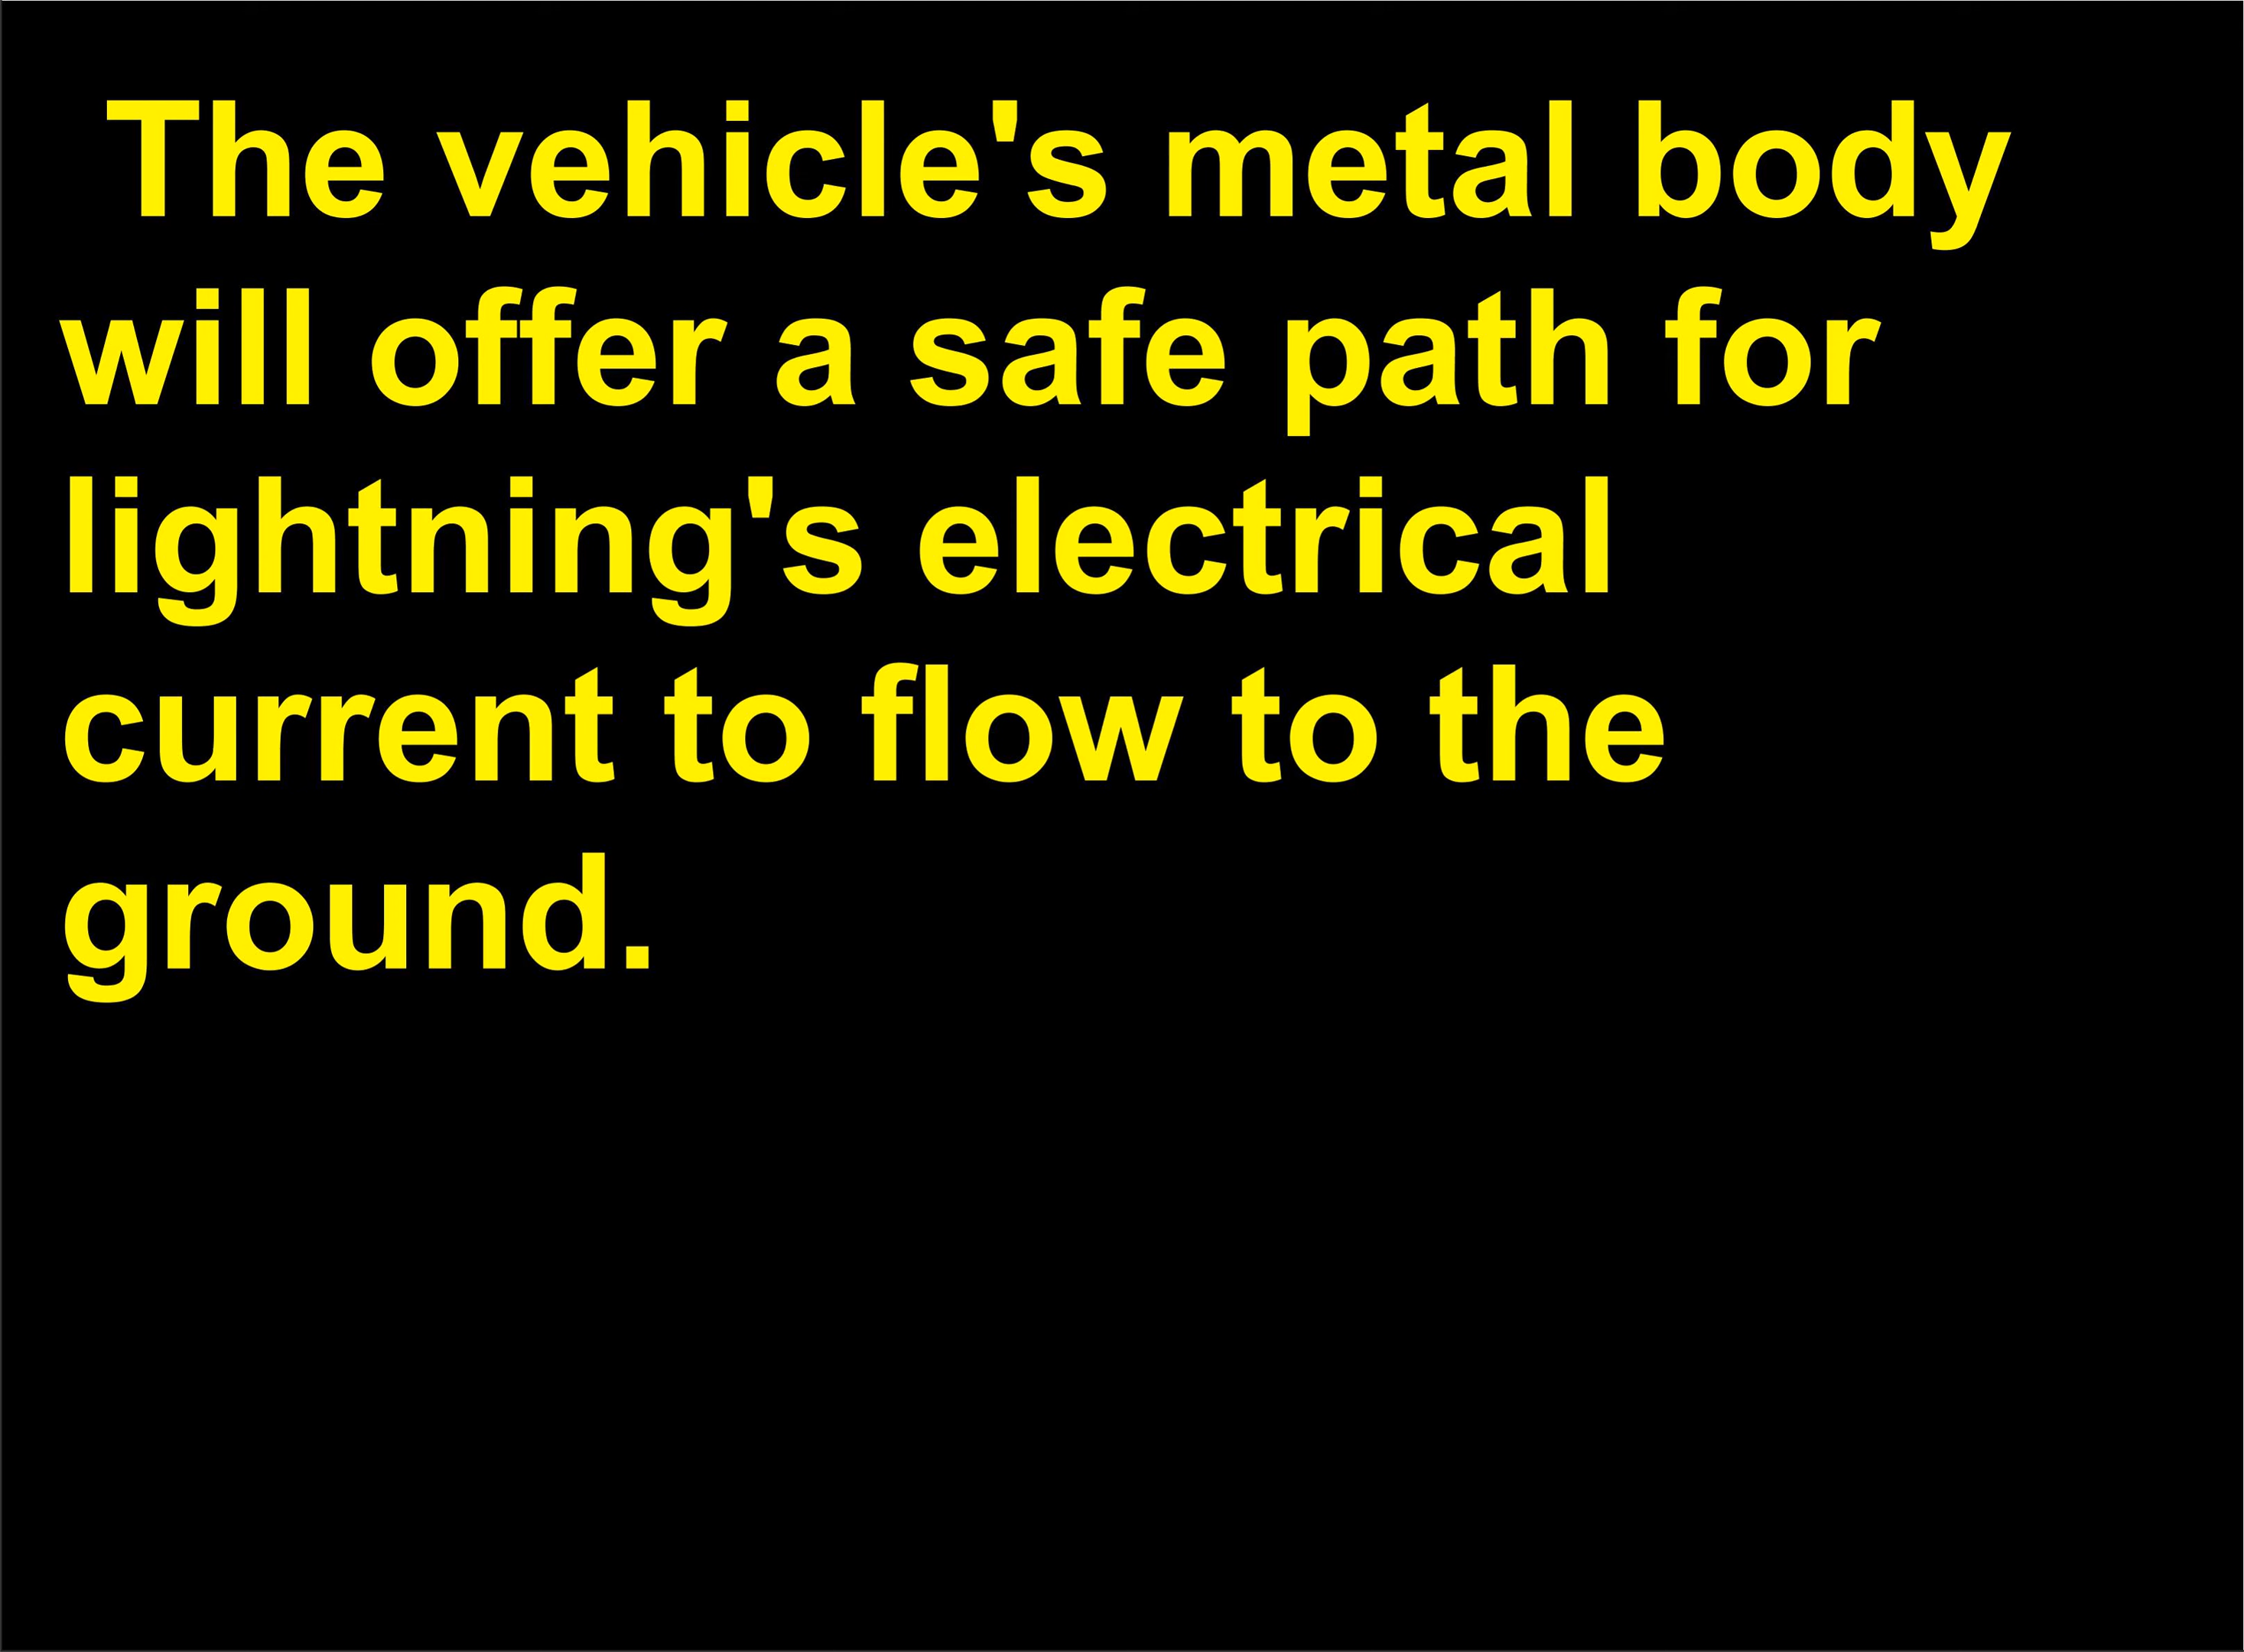 The vehicle's metal body
will offer a safe path for
lightning's electrical
current to flow to the
ground.